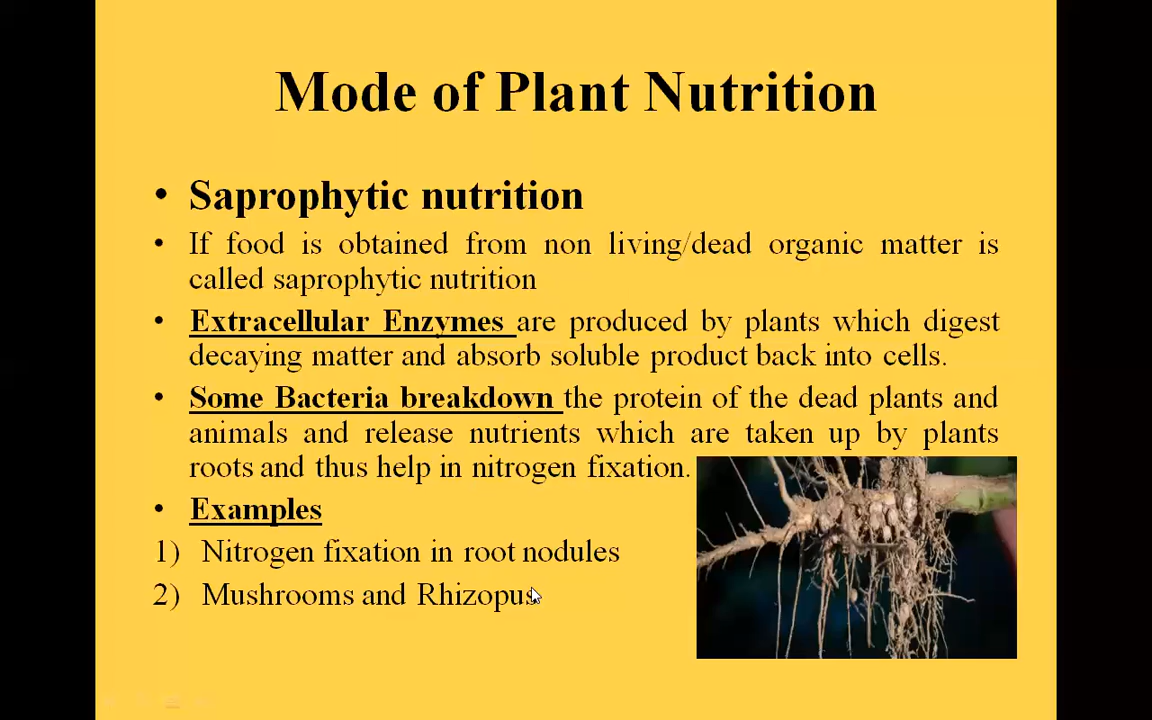 Mode of Plant Nutrition
• Saprophytic nutrition
• If food is obtained from non living/dead organic matter is
called saprophytic nutrition
• Extracellular Enzymes are produced by plants which digest
decaying matter and absorb soluble product back into cells.
• Some Bacteria breakdown the protein of the dead plants and
animals and release nutrients which are taken up by plants
roots and thus help in nitrogen fixation.
• Examples
1) Nitrogen fixation in root nodules
2) Mushrooms and Rhizopus